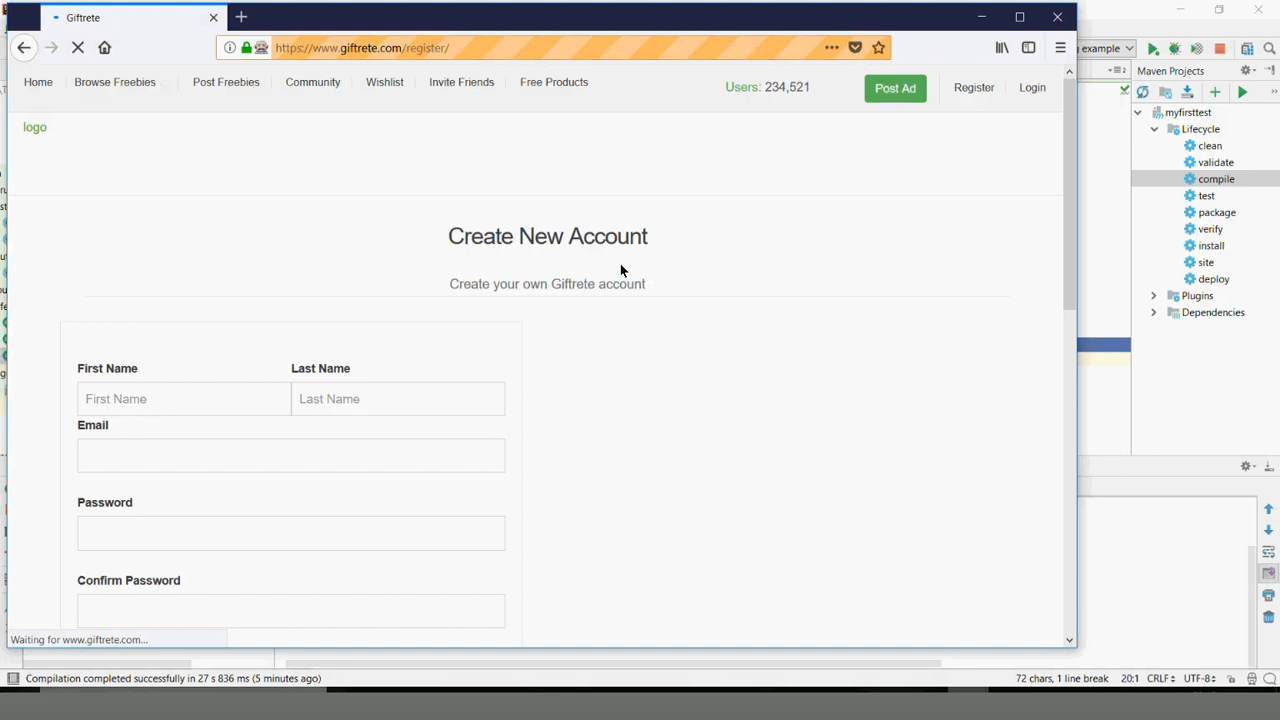 Giftrete
https://www.giftrete.com/register/
example
Home Browse Freebies Post Freebies Community Wishlist Invite Friends Free Products Users: 234,521 Post Ad Register Login
logo
Create New Account
Create your own Giftrete account
First Name Last Name
First Name Last Name
Email
Password
Confirm Password
Waiting for www.giftrete.com...
Maven Projects
myfirsttest
Lifecycle
clean
validate
compile
test
package
verify
install
site
deploy
Plugins
Dependencies
Compilation completed successfully in 27 s 836 ms (5 minutes ago) 72 chars, 1 line break 20:1 CRLF UTF-8